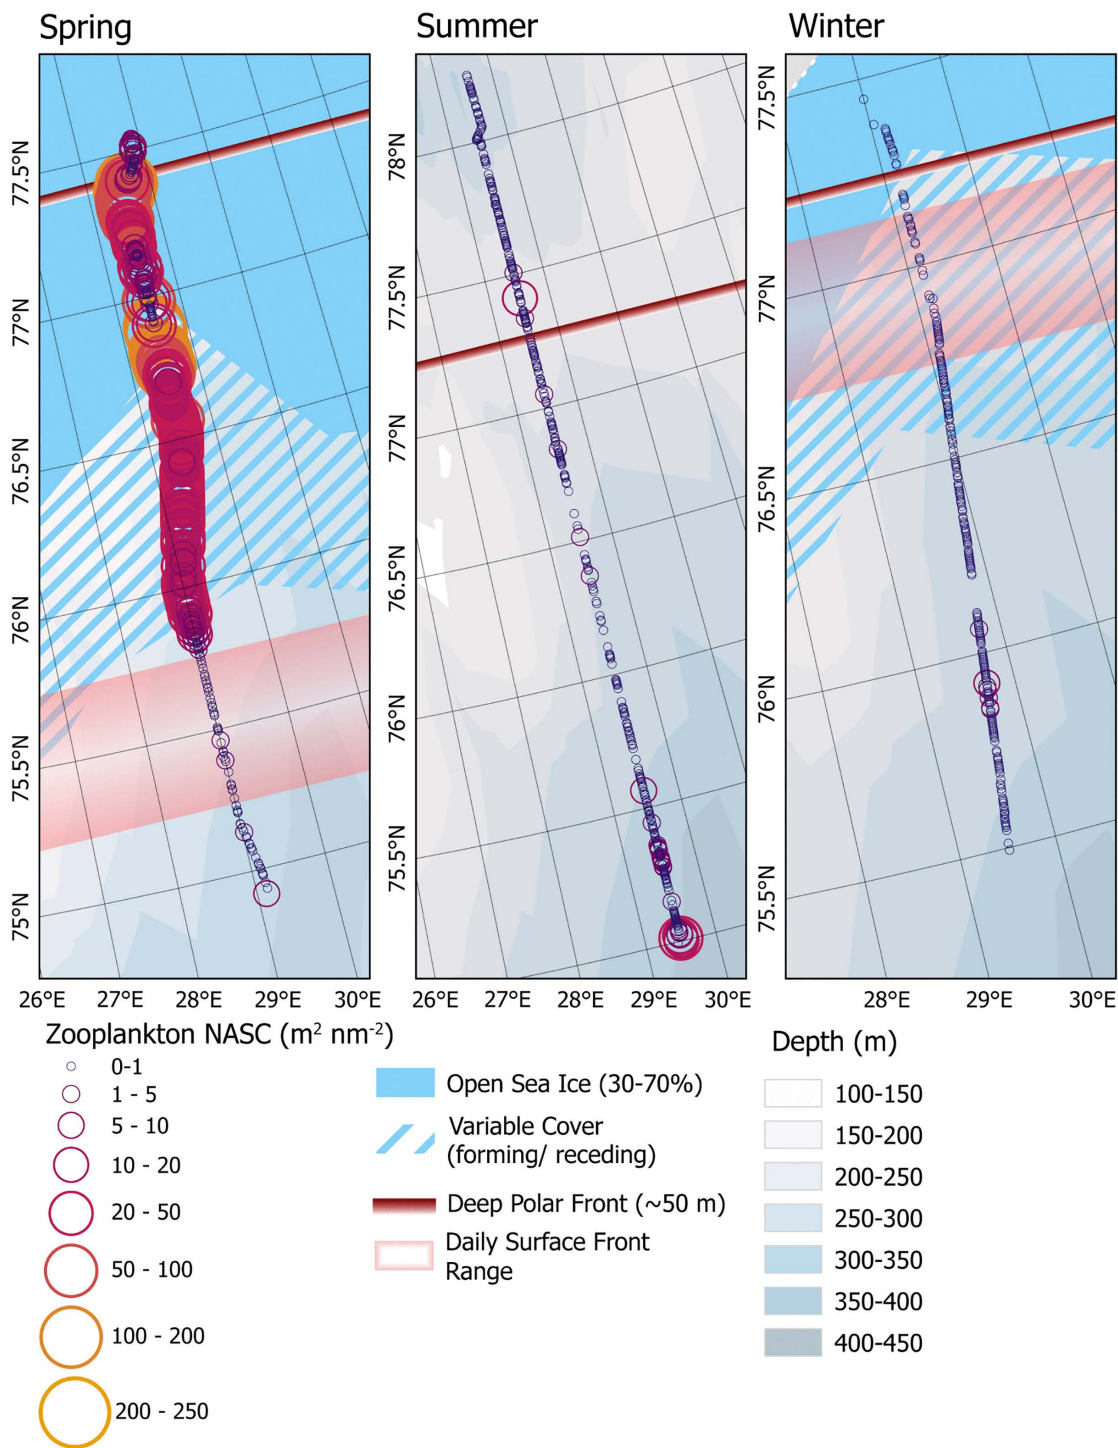 Spring
Summer
Winter
77.5°N
77°N
76.5°N
76°N
75.5°N
75°N
78°N
77.5°N
77°N
76.5°N
76°N
75.5°N
77.5°N
77°N
76.5°N
76°N
75.5°N
26°E 27°E 28°E 29°E 30°E
26°E 27°E 28°E 29°E 30°E
28°E 29°E 30°E
Zooplankton NASC (m² nm⁻²)
0-1
1 - 5
5 - 10
10 - 20
20 - 50
50 - 100
100 - 200
200 - 250
Open Sea Ice (30-70%)
Variable Cover
(forming/ receding)
Deep Polar Front (~50 m)
Daily Surface Front
Range
Depth (m)
100-150
150-200
200-250
250-300
300-350
350-400
400-450